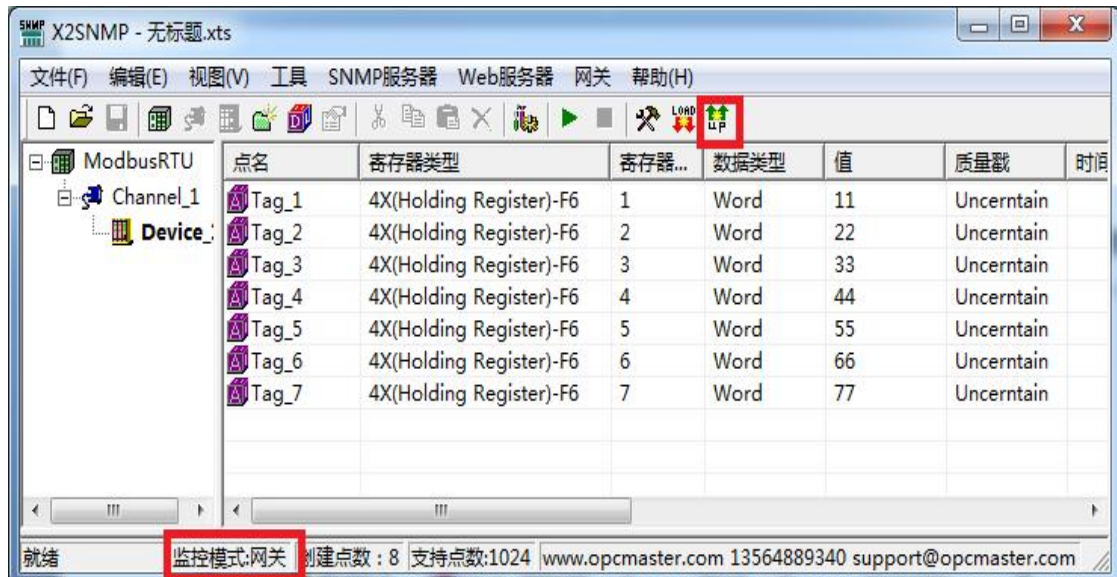 X2SNMP - 无标题.xts
文件(F) 编辑(E) 视图(V) 工具 SNMP服务器 Web服务器 网关 帮助(H)
LOAD UP
ModbusRTU
Channel_1
Device_
点名 寄存器类型 寄存器... 数据类型 值 质量戳 时间
Tag_1 4X(Holding Register)-F6 1 Word 11 Uncerntain
Tag_2 4X(Holding Register)-F6 2 Word 22 Uncerntain
Tag_3 4X(Holding Register)-F6 3 Word 33 Uncerntain
Tag_4 4X(Holding Register)-F6 4 Word 44 Uncerntain
Tag_5 4X(Holding Register)-F6 5 Word 55 Uncerntain
Tag_6 4X(Holding Register)-F6 6 Word 66 Uncerntain
Tag_7 4X(Holding Register)-F6 7 Word 77 Uncerntain
就绪 监控模式:网关 创建点数：8 支持点数:1024 www.opcmaster.com 13564889340 support@opcmaster.com